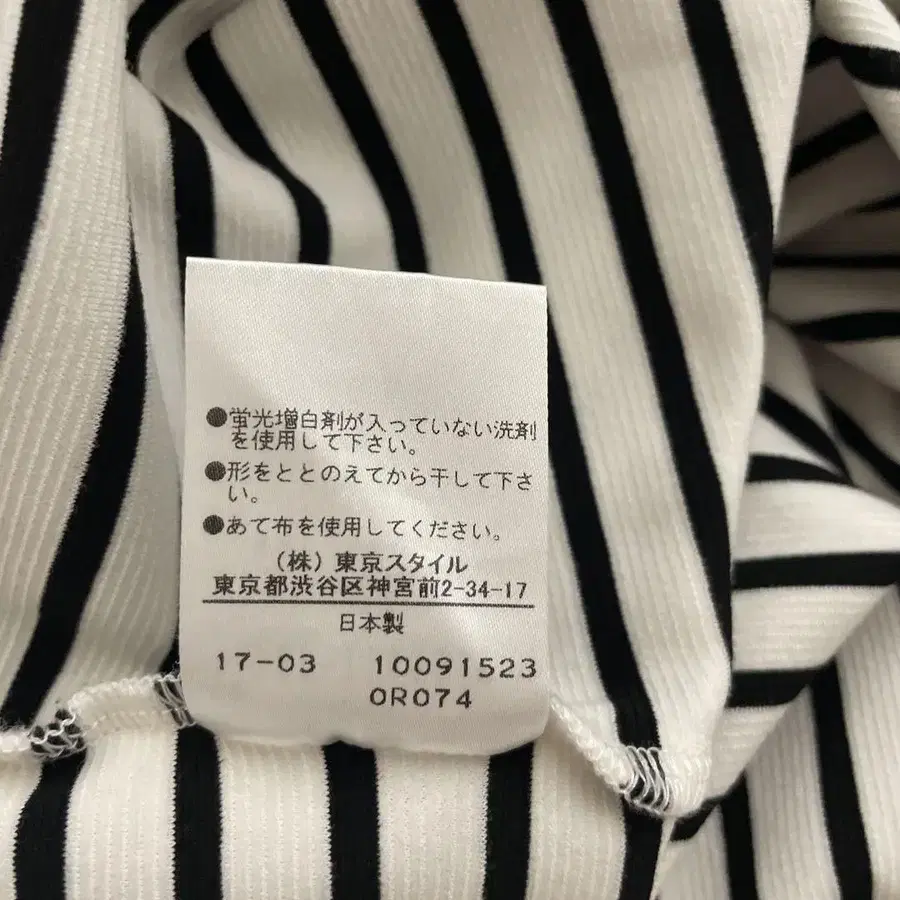 ●蛍光増白剤が入っていない洗剤
を使用して下さい。
●形をととのえてから干して下さ
い。
●あて布を使用してください。
（株）東京スタイル
東京都渋谷区神宮前2-34-17
日本製
17-03 10091523
0R074